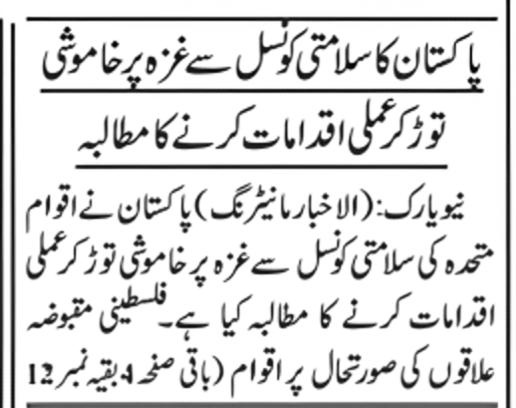 پاکستان کا سلامتی کونسل سے غزہ پر خاموشی
توڑ کر عملی اقدامات کرنے کا مطالبہ
نیویارک:(الاخبار مانیٹرنگ) پاکستان نے اقوام
متحدہ کی سلامتی کونسل سے غزہ پر خاموشی توڑ کر عملی
اقدامات کرنے کا مطالبہ کیا ہے۔ فلسطینی مقبوضہ
علاقوں کی صورتحال پر اقوام (باقی صفحہ 4 بقیہ نمبر 12